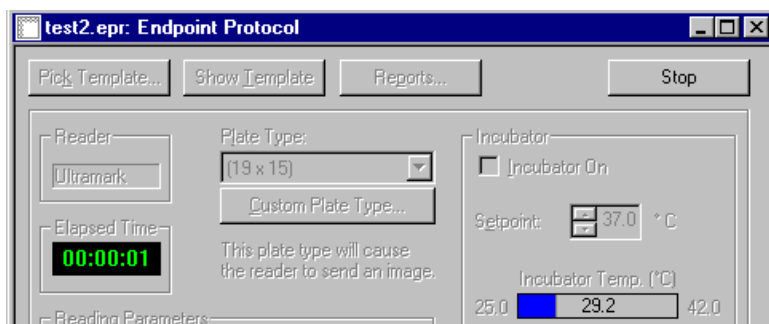 test2.epr: Endpoint Protocol
Pick Template... Show Template Reports... Stop
Reader
Ultramark
Elapsed Time
00:00:01
Plate Type:
(19 x 15)
Custom Plate Type...
This plate type will cause
the reader to send an image.
Incubator
Incubator On
Setpoint: 37.0 ° C
Incubator Temp. (°C)
25.0 29.2 42.0
Reading Parameters